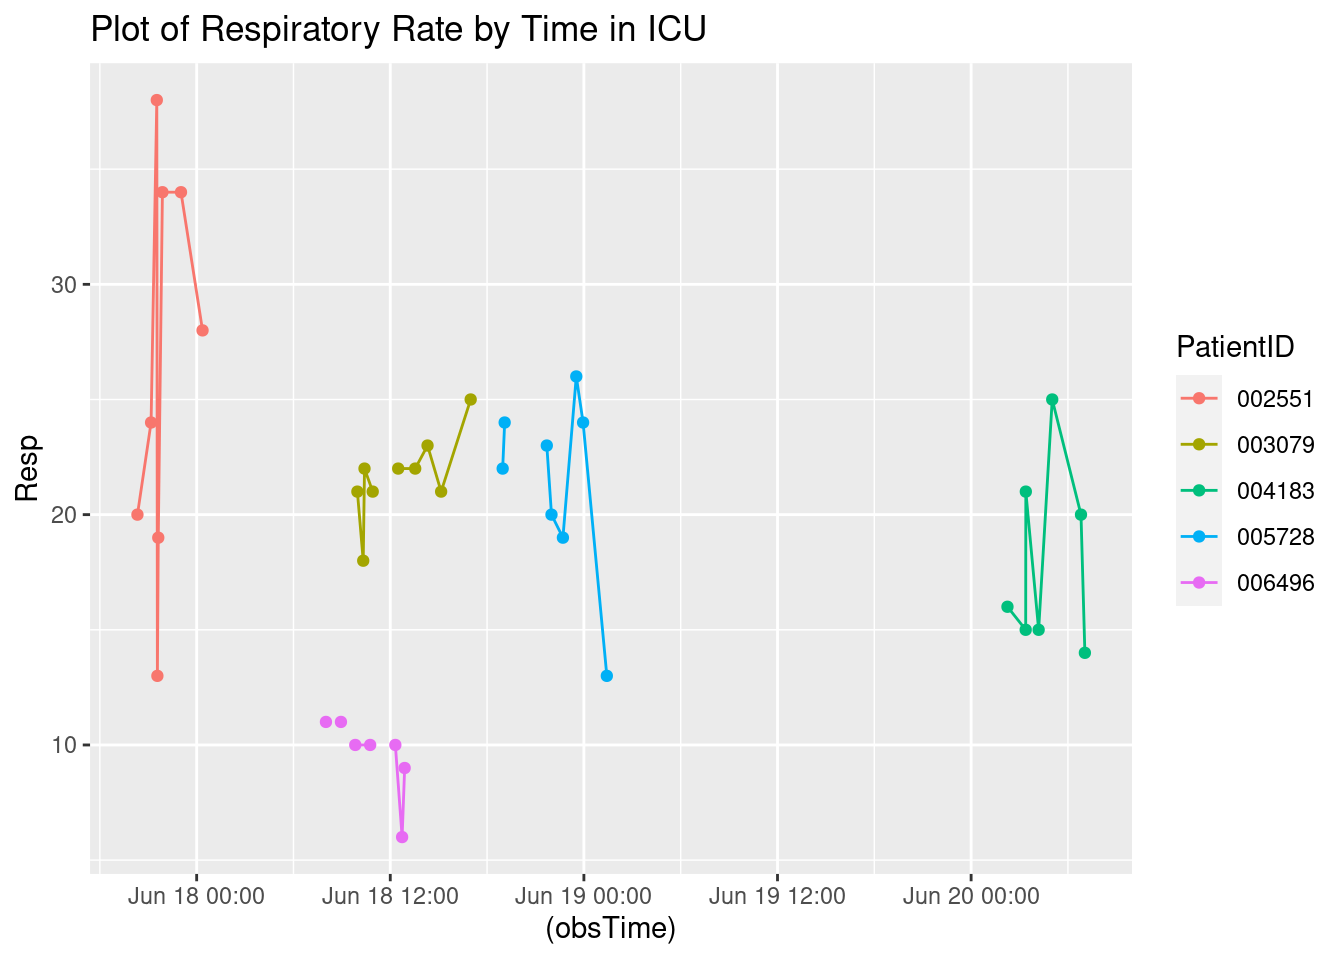 Plot of Respiratory Rate by Time in ICU
Resp
30
20
10
Jun 18 00:00 Jun 18 12:00 Jun 19 00:00 Jun 19 12:00 Jun 20 00:00
(obsTime)
PatientID
002551
003079
004183
005728
006496